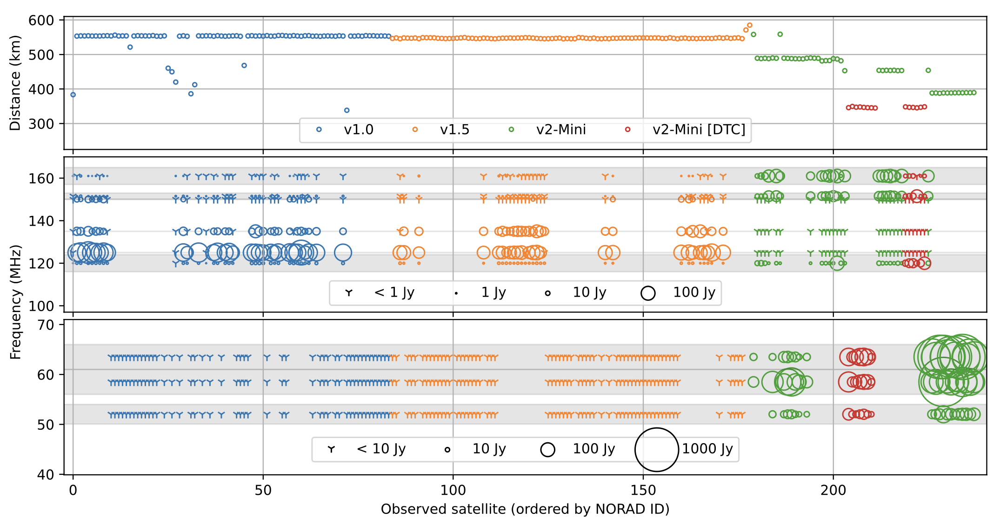 600
500
400
300
Distance (km)
v1.0 v1.5 v2-Mini v2-Mini [DTC]
160
140
120
100
Frequency (MHz)
< 1 Jy 1 Jy 10 Jy 100 Jy
70
60
50
40
< 10 Jy 10 Jy 100 Jy 1000 Jy
0 50 100 150 200
Observed satellite (ordered by NORAD ID)